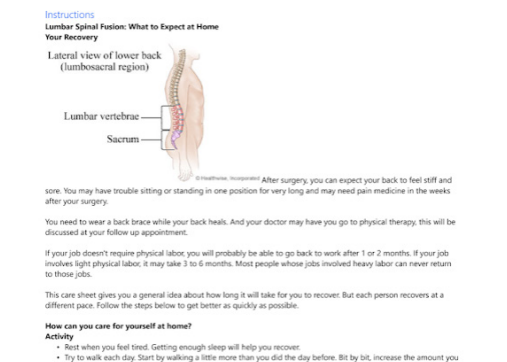 Instructions
Lumbar Spinal Fusion: What to Expect at Home
Your Recovery
Lateral view of lower back
(lumbosacral region)
Lumbar vertebrae
Sacrum
© Healthwise, Incorporated After surgery, you can expect your back to feel stiff and
sore. You may have trouble sitting or standing in one position for very long and may need pain medicine in the weeks
after your surgery.
You need to wear a back brace while your back heals. And your doctor may have you go to physical therapy, this will be
discussed at your follow up appointment.
If your job doesn't require physical labor, you will probably be able to go back to work after 1 or 2 months. If your job
involves light physical labor, it may take 3 to 6 months. Most people whose jobs involved heavy labor can never return
to those jobs.
This care sheet gives you a general idea about how long it will take for you to recover. But each person recovers at a
different pace. Follow the steps below to get better as quickly as possible.
How can you care for yourself at home?
Activity
• Rest when you feel tired. Getting enough sleep will help you recover.
• Try to walk each day. Start by walking a little more than you did the day before. Bit by bit, increase the amount you